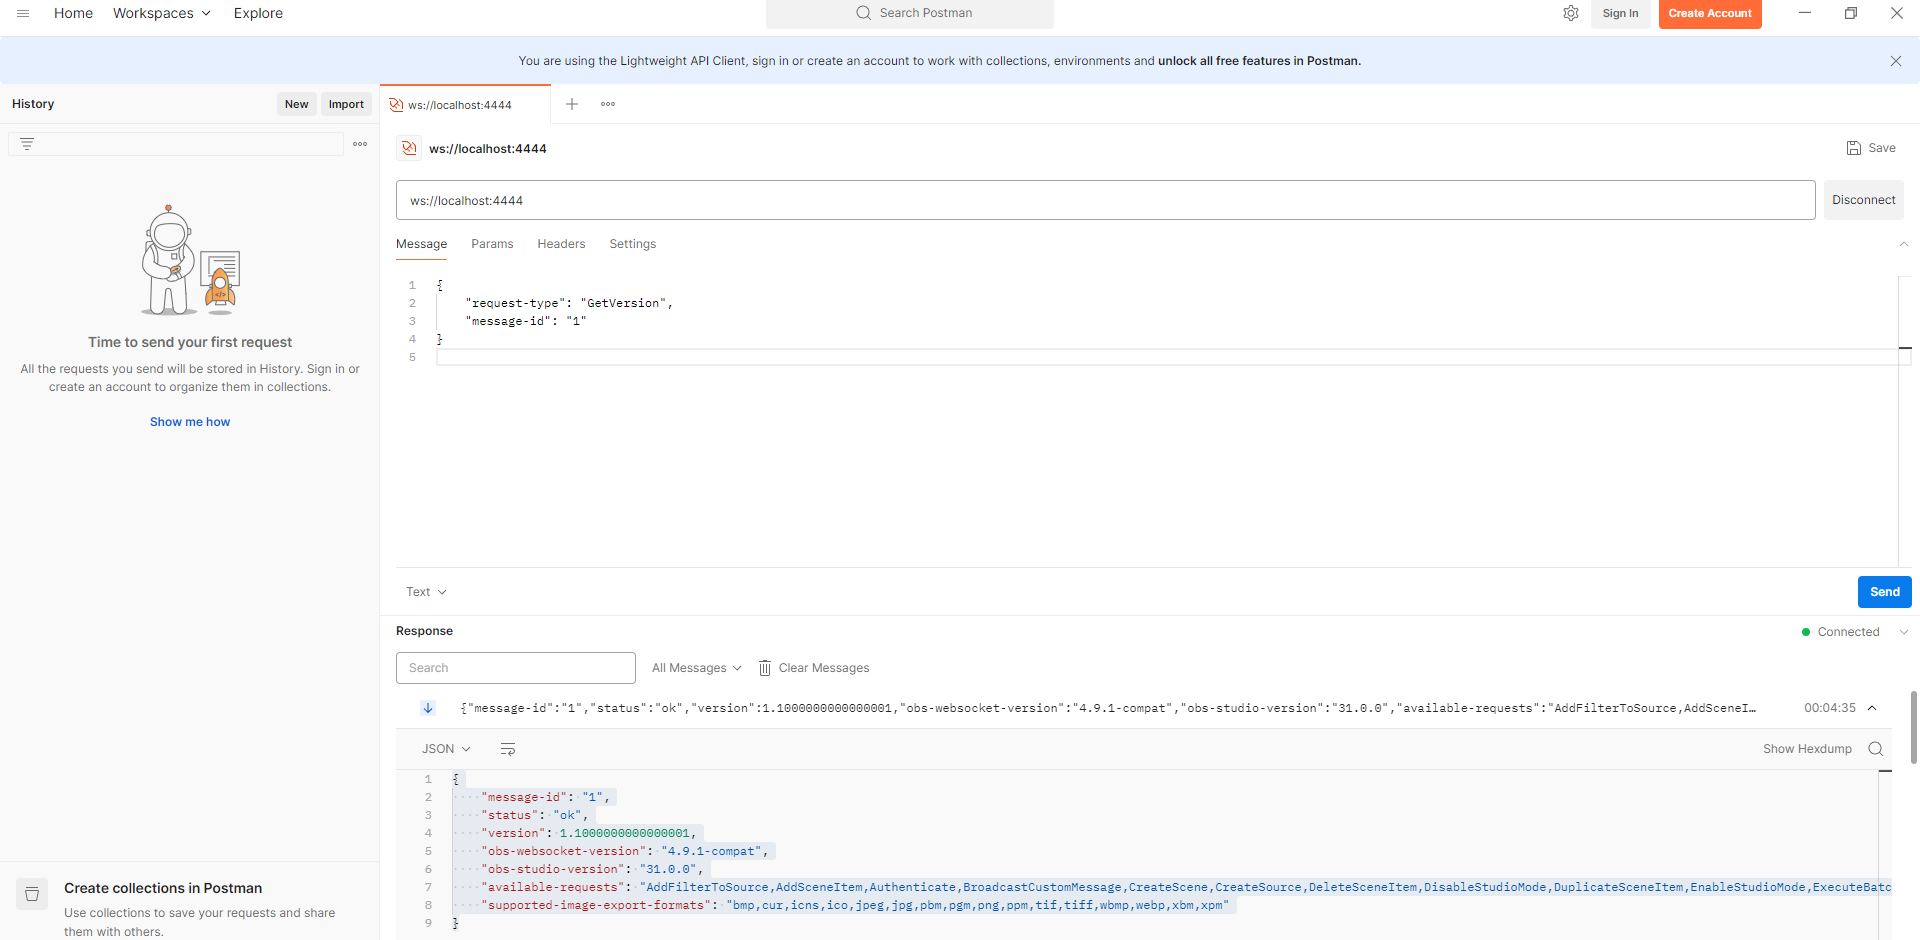 Home Workspaces Explore
Search Postman
Sign In
Create Account
You are using the Lightweight API Client, sign in or create an account to work with collections, environments and unlock all free features in Postman.
History
New
Import
ws://localhost:4444
ws://localhost:4444
Save
ws://localhost:4444
Disconnect
Message Params Headers Settings
1 {
2 "request-type": "GetVersion",
3 "message-id": "1"
4 }
5
Time to send your first request
All the requests you send will be stored in History. Sign in or
create an account to organize them in collections.
Show me how
Text
Send
Response
Connected
Search
All Messages
Clear Messages
{"message-id":"1","status":"ok","version":1.1000000000000001,"obs-websocket-version":"4.9.1-compat","obs-studio-version":"31.0.0","available-requests":"AddFilterToSource,AddSceneI…
00:04:35
JSON
Show Hexdump
1 {
2 "message-id": "1",
3 "status": "ok",
4 "version": 1.1000000000000001,
5 "obs-websocket-version": "4.9.1-compat",
6 "obs-studio-version": "31.0.0",
7 "available-requests": "AddFilterToSource,AddSceneItem,Authenticate,BroadcastCustomMessage,CreateScene,CreateSource,DeleteSceneItem,DisableStudioMode,DuplicateSceneItem,EnableStudioMode,ExecuteBatc
8 "supported-image-export-formats": "bmp,cur,icns,ico,jpeg,jpg,pbm,pgm,png,ppm,tif,tiff,wbmp,webp,xbm,xpm"
9 }
Create collections in Postman
Use collections to save your requests and share
them with others.